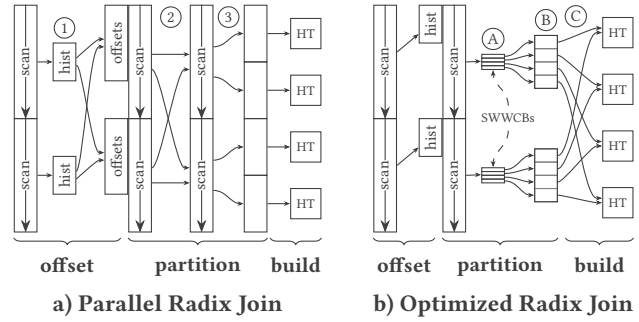 1
2
3
scan
hist
offsets
scan
scan
HT
HT
scan
hist
offsets
scan
scan
HT
HT
offset
partition
build
a) Parallel Radix Join
A
B
C
scan
hist
scan
HT
HT
SWWCBs
scan
hist
scan
HT
HT
offset
partition
build
b) Optimized Radix Join